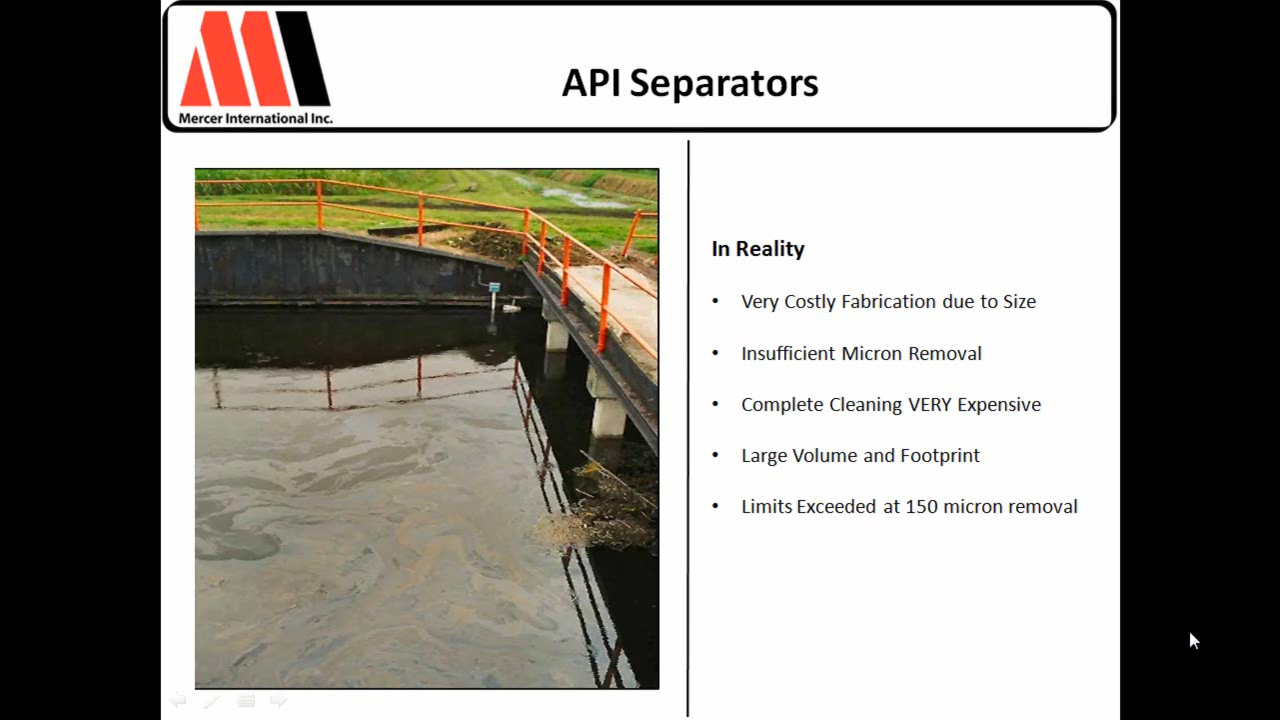 Mercer International Inc.
API Separators
In Reality
• Very Costly Fabrication due to Size
• Insufficient Micron Removal
• Complete Cleaning VERY Expensive
• Large Volume and Footprint
• Limits Exceeded at 150 micron removal